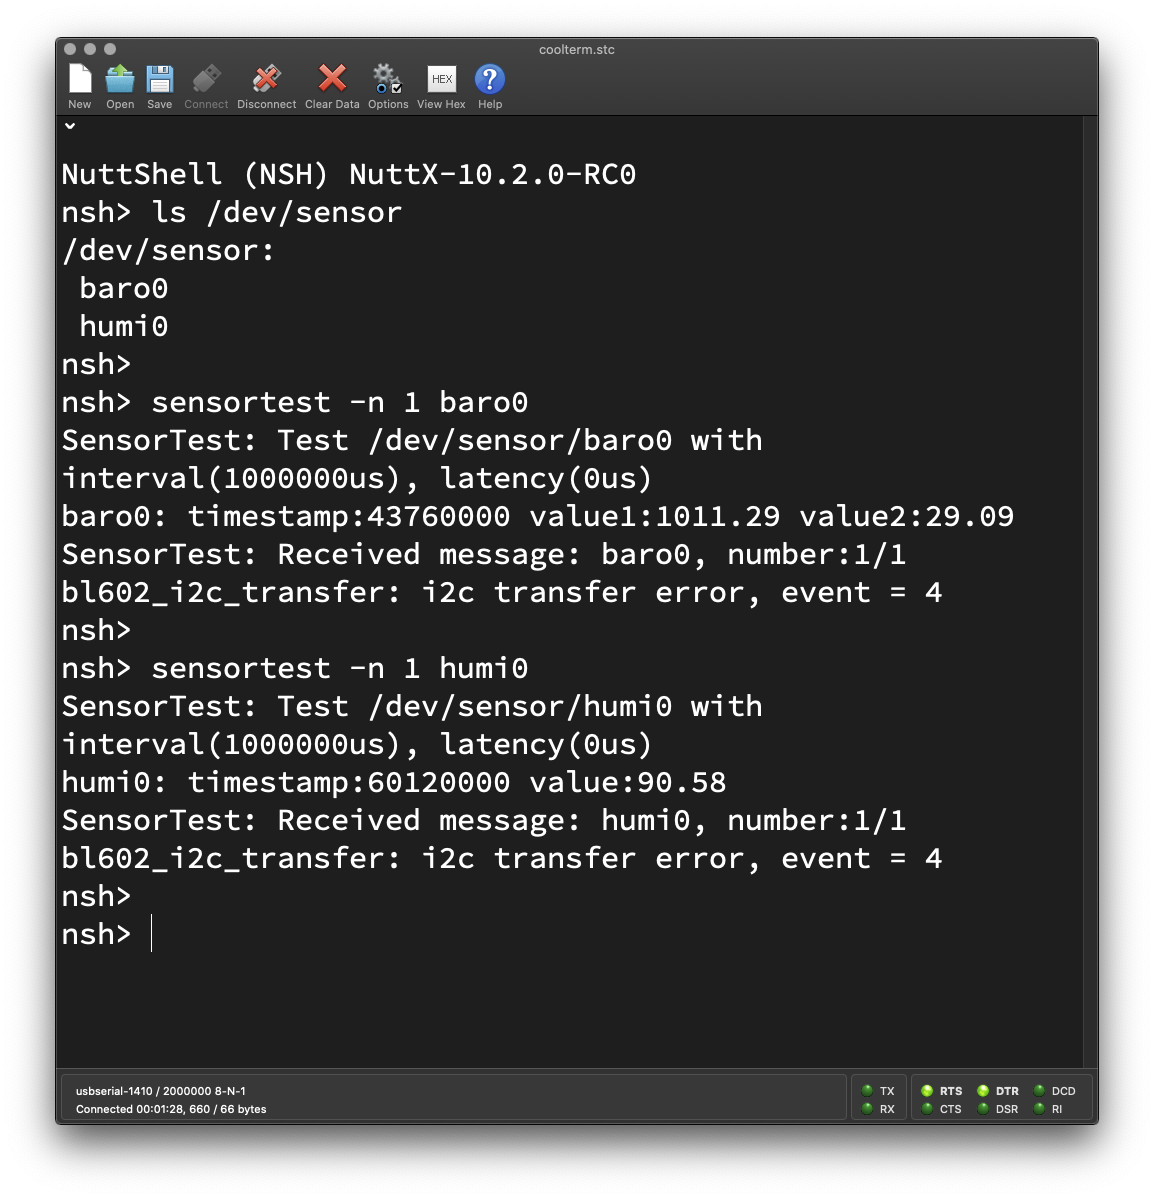 coolterm.stc
New Open Save Connect Disconnect Clear Data Options HEX View Hex ? Help
NuttShell (NSH) NuttX-10.2.0-RC0
nsh> ls /dev/sensor
/dev/sensor:
baro0
humi0
nsh>
nsh> sensortest -n 1 baro0
SensorTest: Test /dev/sensor/baro0 with
interval(1000000us), latency(0us)
baro0: timestamp:43760000 value1:1011.29 value2:29.09
SensorTest: Received message: baro0, number:1/1
bl602_i2c_transfer: i2c transfer error, event = 4
nsh>
nsh> sensortest -n 1 humi0
SensorTest: Test /dev/sensor/humi0 with
interval(1000000us), latency(0us)
humi0: timestamp:60120000 value:90.58
SensorTest: Received message: humi0, number:1/1
bl602_i2c_transfer: i2c transfer error, event = 4
nsh>
nsh>
usbserial-1410 / 2000000 8-N-1
Connected 00:01:28, 660 / 66 bytes
TX RTS DTR DCD
RX CTS DSR RI